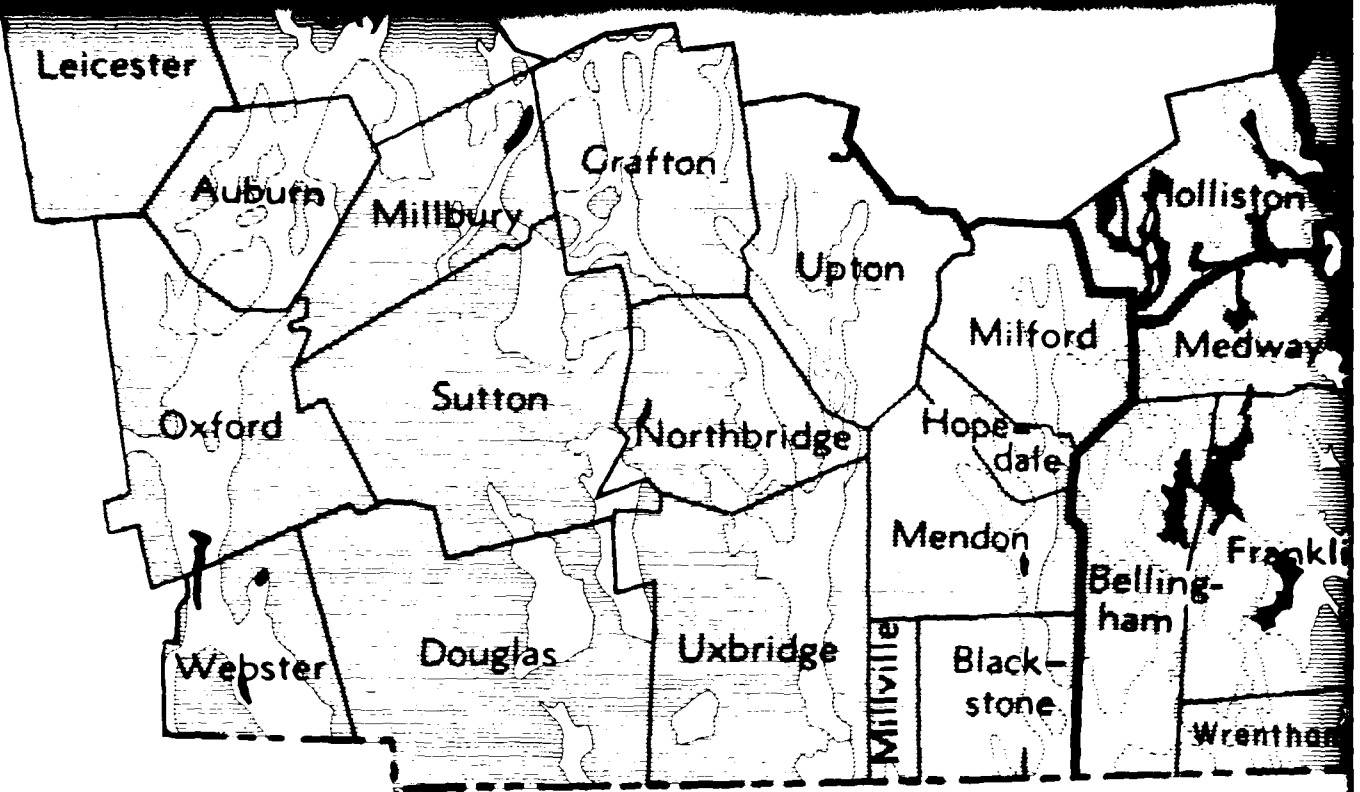 Leicester
Auburn
Millbury
Grafton
Upton
Holliston
Milford
Medway
Oxford
Sutton
Northbridge
Hope-
dale
Mendon
Belling-
ham
Frankli
Webster
Douglas
Uxbridge
Millville
Black-
stone
Wrentham